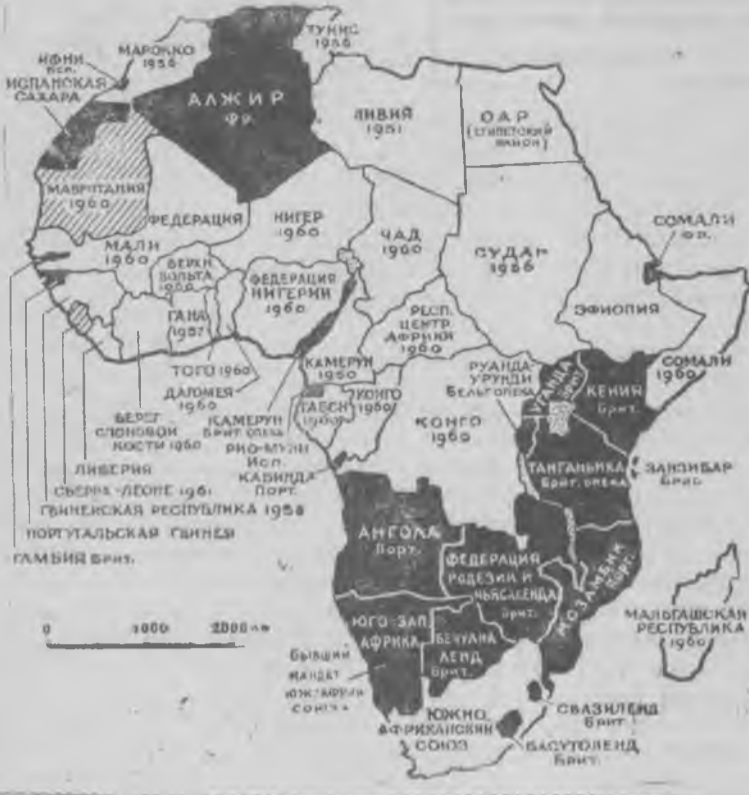 МАРОККО
1956
ТУНИС
1956
ИФНИ
Исп.
ИСПАНСКАЯ
САХАРА
АЛЖИР
Фр.
ЛИВИЯ
1951
ОАР
(ЕГИПЕТСКИЙ
РАЙОН)
МАВРИТАНИЯ
1960
ФЕДЕРАЦИЯ
МАЛИ
1960
НИГЕР
1960
ЧАД
1960
СУДАН
1956
СОМАЛИ
ФР.
ВЕРХН.
ВОЛЬТА
1960
ФЕДЕРАЦИЯ
НИГЕРИИ
1960
ЭФИОПИЯ
ГАНА
1957
РЕСП.
ЦЕНТР.
АФРИКИ
1960
ТОГО 1960
ДАГОМЕЯ
1960
КАМЕРУН
1960
РУАНДА-
УРУНДИ
Бельг опека
УГАНДА
Брит.
КЕНИЯ
Брит.
СОМАЛИ
1960
БЕРЕГ
СЛОНОВОЙ
КОСТИ 1960
КАМЕРУН
Брит. опека
ГАБОН
1960
КОНГО
1960
КОНГО
1960
РИО-МУНИ
Исп.
КАБИНДА
Порт.
ТАНГАНЬИКА
Брит. опека
ЗАНЗИБАР
Брит.
ЛИБЕРИЯ
СЬЕРРА-ЛЕОНЕ 1961
ГВИНЕЙСКАЯ РЕСПУБЛИКА 1958
ПОРТУГАЛЬСКАЯ ГВИНЕЯ
ГАМБИЯ Брит.
АНГОЛА
Порт.
ФЕДЕРАЦИЯ
РОДЕЗИИ И
НЬЯСАЛЕНДА
Брит.
МОЗАМБИК
ПОРТ.
МАЛЬГАШСКАЯ
РЕСПУБЛИКА
1960
0 1000 2000 км
ЮГО-ЗАП.
АФРИКА
БЕЧУАНА
ЛЕНД
Брит.
Бывший
мандат
Юж.-Африк.
союза
ЮЖНО-
АФРИКАНСКИЙ
СОЮЗ
СВАЗИЛЕНД
Брит.
БАСУТОЛЕНД
Брит.